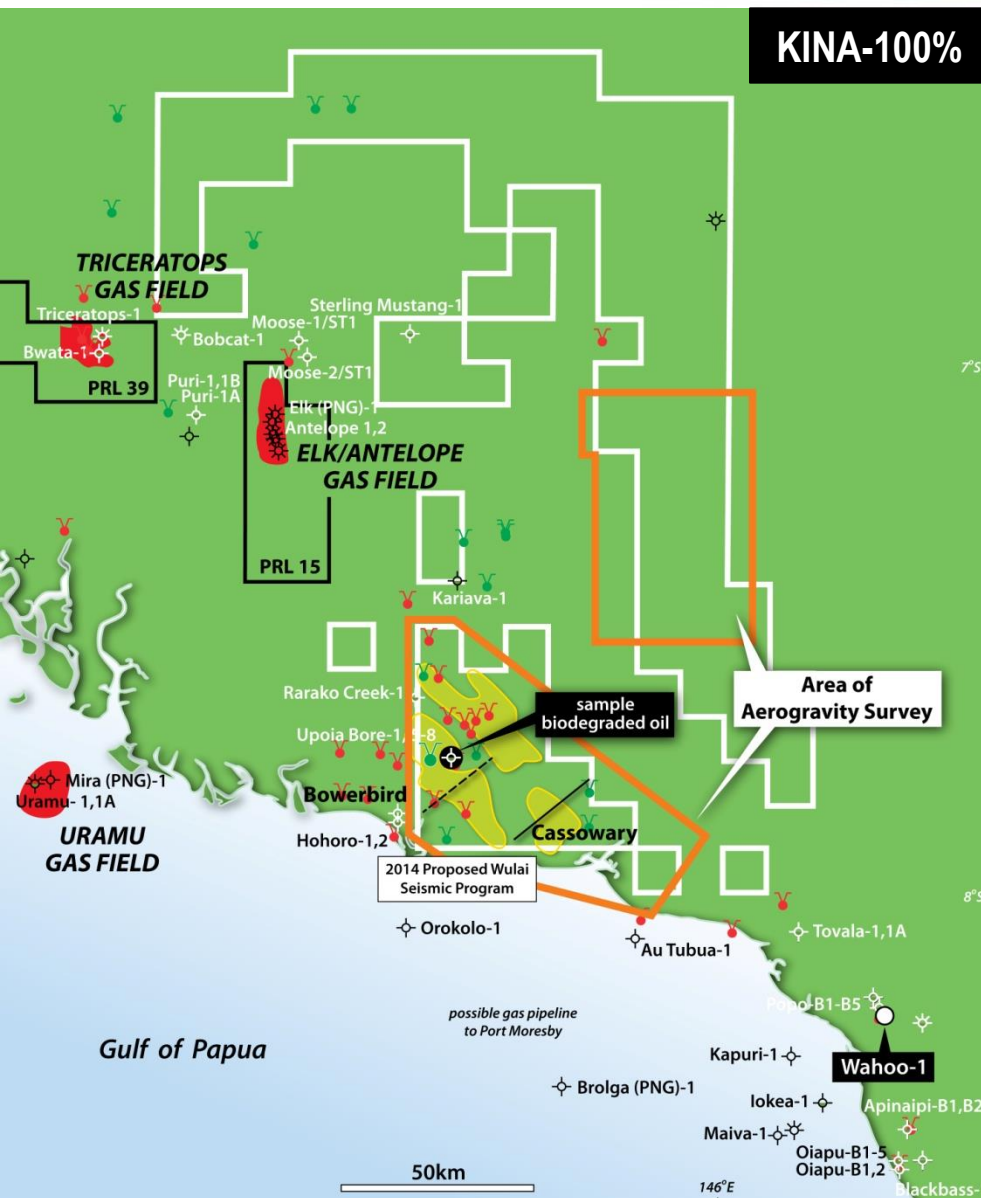 KINA-100%
TRICERATOPS
GAS FIELD
Triceratops-1
Bwata-1
PRL 39
Bobcat-1
Moose-1/ST1
Moose-2/ST1
Sterling Mustang-1
7°S
Puri-1,1B
Puri-1A
Elk (PNG)-1
Antelope 1,2
ELK/ANTELOPE
GAS FIELD
PRL 15
Kariava-1
Rarako Creek-1
sample
biodegraded oil
Area of
Aerogravity Survey
Upoia Bore-1, 5-8
Mira (PNG)-1
Uramu- 1,1A
URAMU
GAS FIELD
Bowerbird
Cassowary
Hohoro-1,2
2014 Proposed Wulai
Seismic Program
8°S
Orokolo-1
Au Tubua-1
Tovala-1,1A
Popo-B1-B5
possible gas pipeline
to Port Moresby
Gulf of Papua
Kapuri-1
Wahoo-1
Brolga (PNG)-1
Iokea-1
Apinaipi-B1,B2
Maiva-1
Oiapu-B1-5
Oiapu-B1,2
Blackbass-
50km
146°E